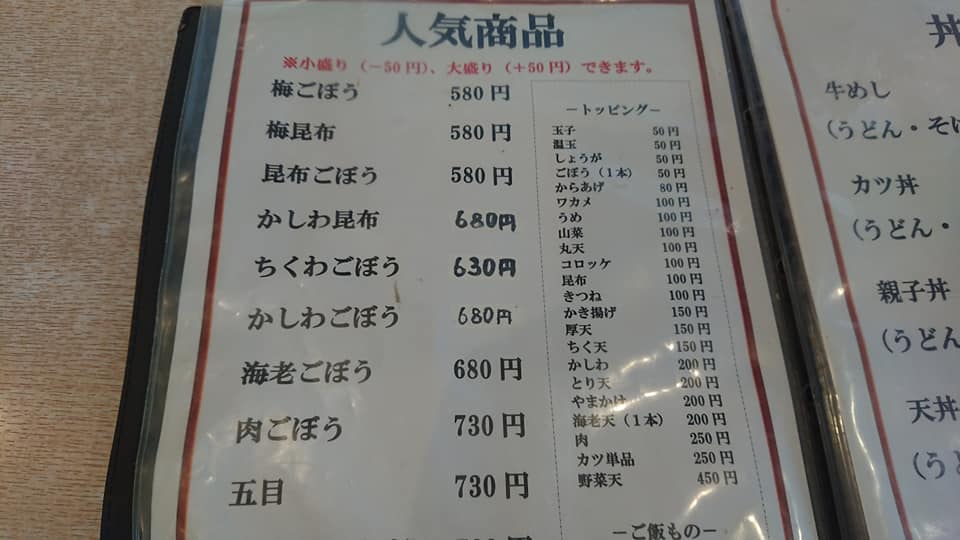 人気商品
※小盛り（－50円）、大盛り（＋50円）できます。
梅ごぼう 580円
梅昆布 580円
昆布ごぼう 580円
かしわ昆布 680円
ちくわごぼう 630円
かしわごぼう 680円
海老ごぼう 680円
肉ごぼう 730円
五目 730円
－トッピング－
玉子 50円
温玉 50円
しょうが 50円
ごぼう（1本） 50円
からあげ 80円
ワカメ 100円
うめ 100円
山菜 100円
丸天 100円
コロッケ 100円
昆布 100円
きつね 100円
かき揚げ 150円
厚天 150円
ちく天 150円
かしわ 200円
とり天 200円
やまかけ 200円
海老天（1本） 200円
肉 250円
カツ単品 250円
野菜天 450円
－ご飯もの－
丼
牛めし
（うどん・そば
カツ丼
（うどん・
親子丼
（うどん
天丼
（うど